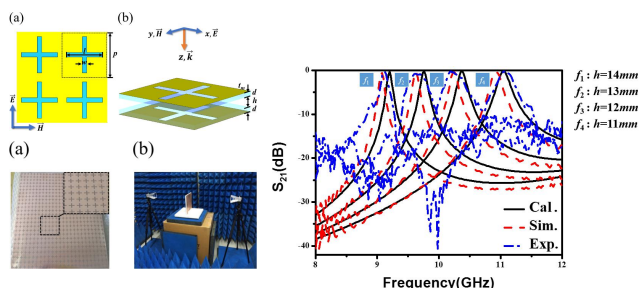 (a)
(b)
l
w
p
E
H
y,H
x,E
z,k
d
h
d
(a)
(b)
S21(dB)
0
-10
-20
-30
-40
f1
f2
f3
f4
Cal.
Sim.
Exp.
8
9
10
11
12
Frequency(GHz)
f1 : h=14mm
f2 : h=13mm
f3 : h=12mm
f4 : h=11mm